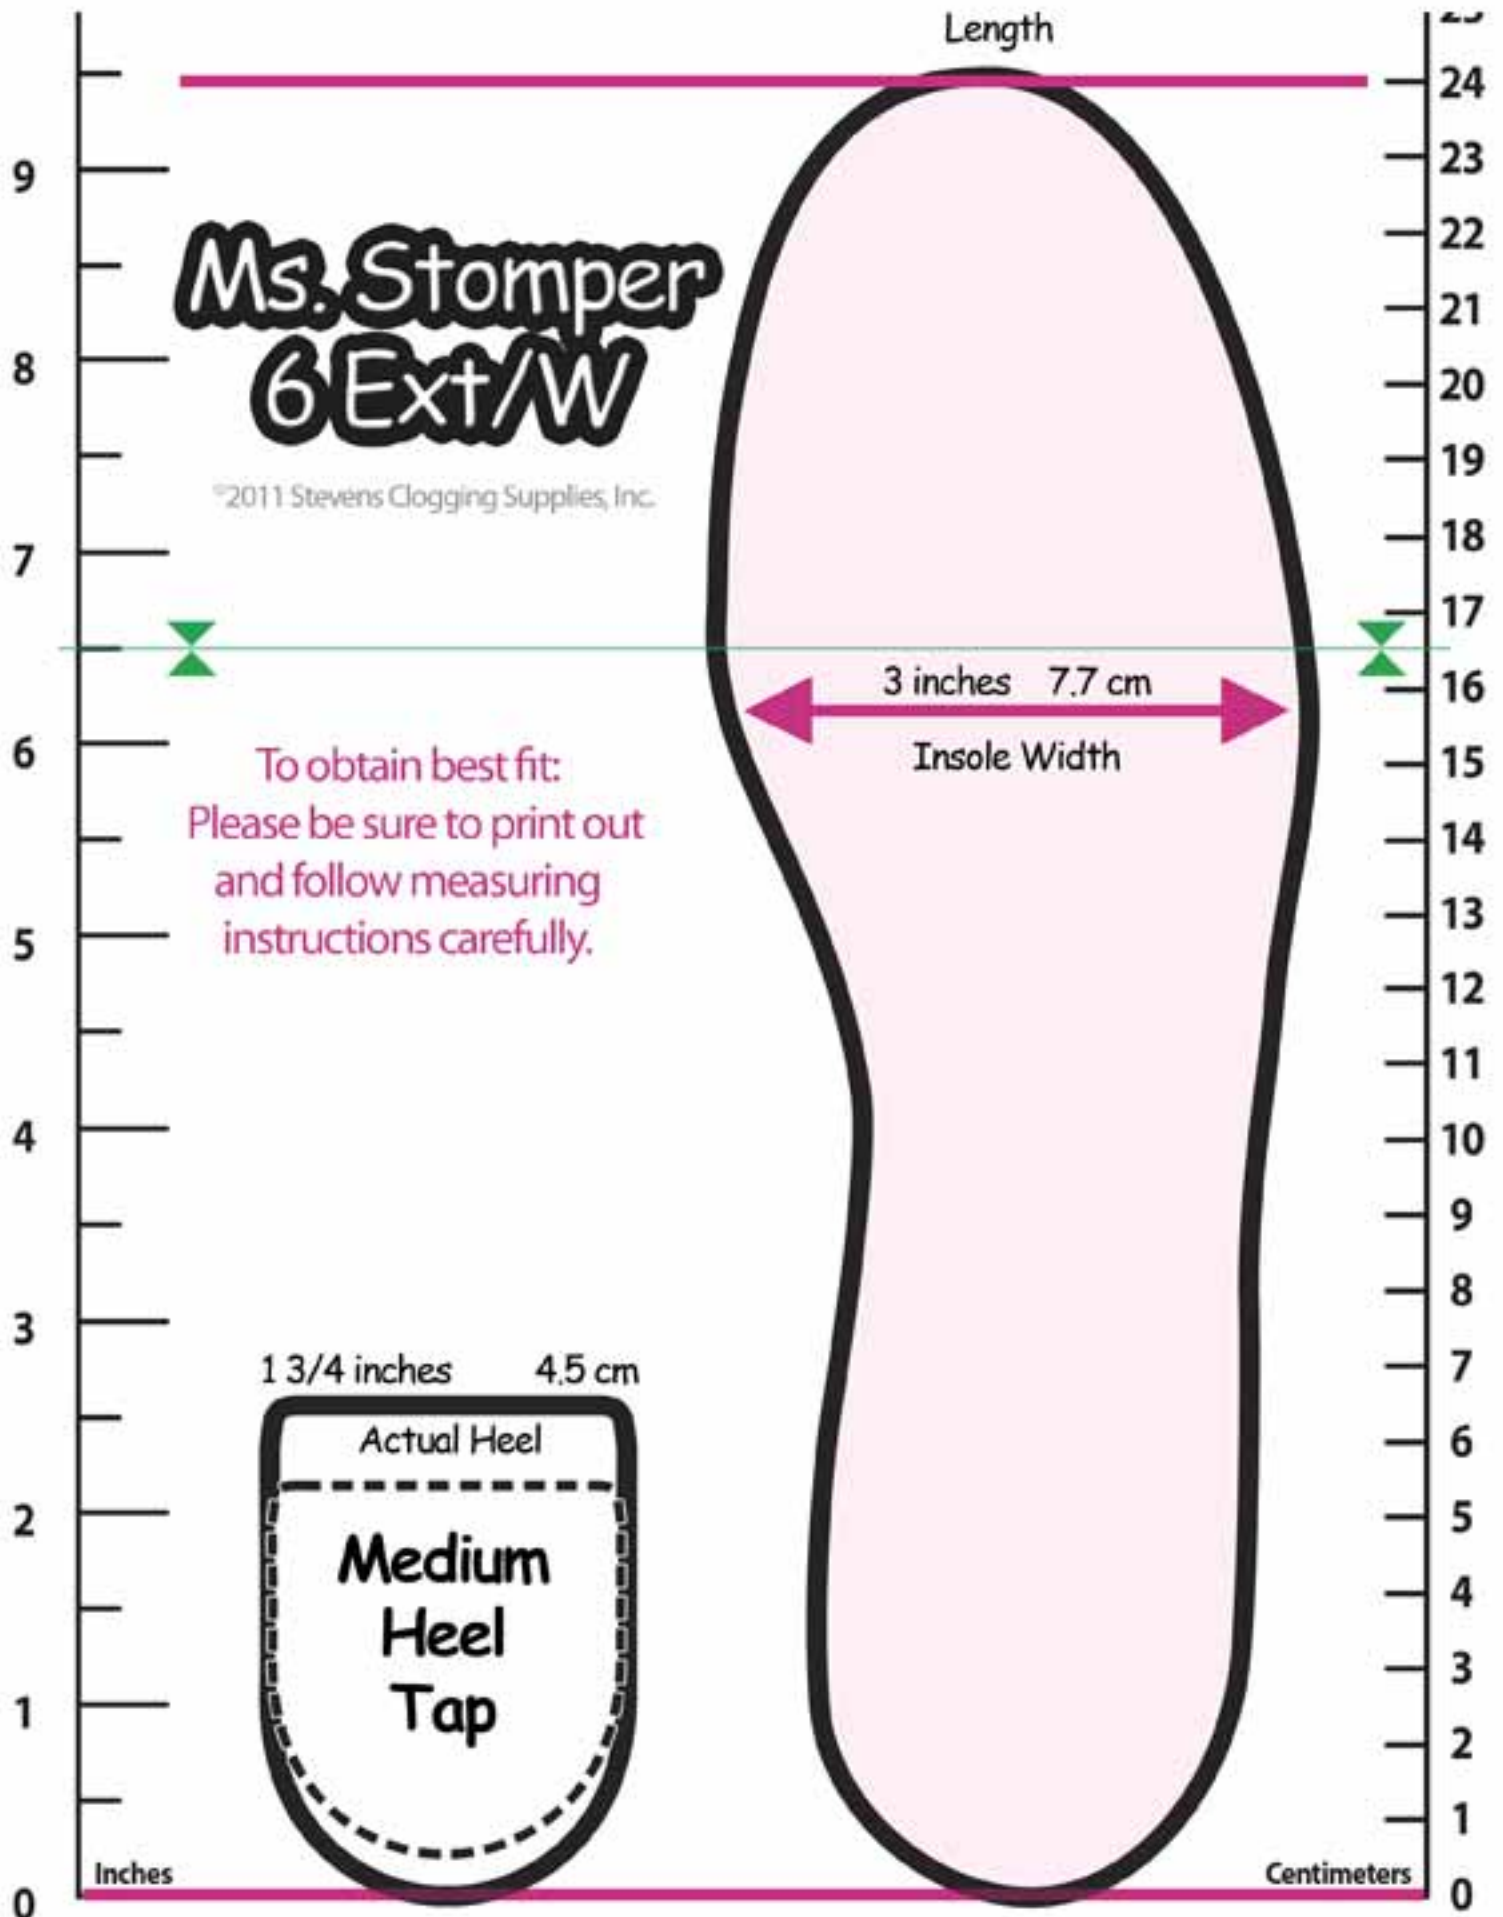 Length
Ms. Stomper
6 Ext/W
©2011 Stevens Clogging Supplies, Inc.
3 inches 7.7 cm
Insole Width
To obtain best fit:
Please be sure to print out
and follow measuring
instructions carefully.
1 3/4 inches 4.5 cm
Actual Heel
Medium
Heel
Tap
Inches
9
8
7
6
5
4
3
2
1
0
Centimeters
24
23
22
21
20
19
18
17
16
15
14
13
12
11
10
9
8
7
6
5
4
3
2
1
0